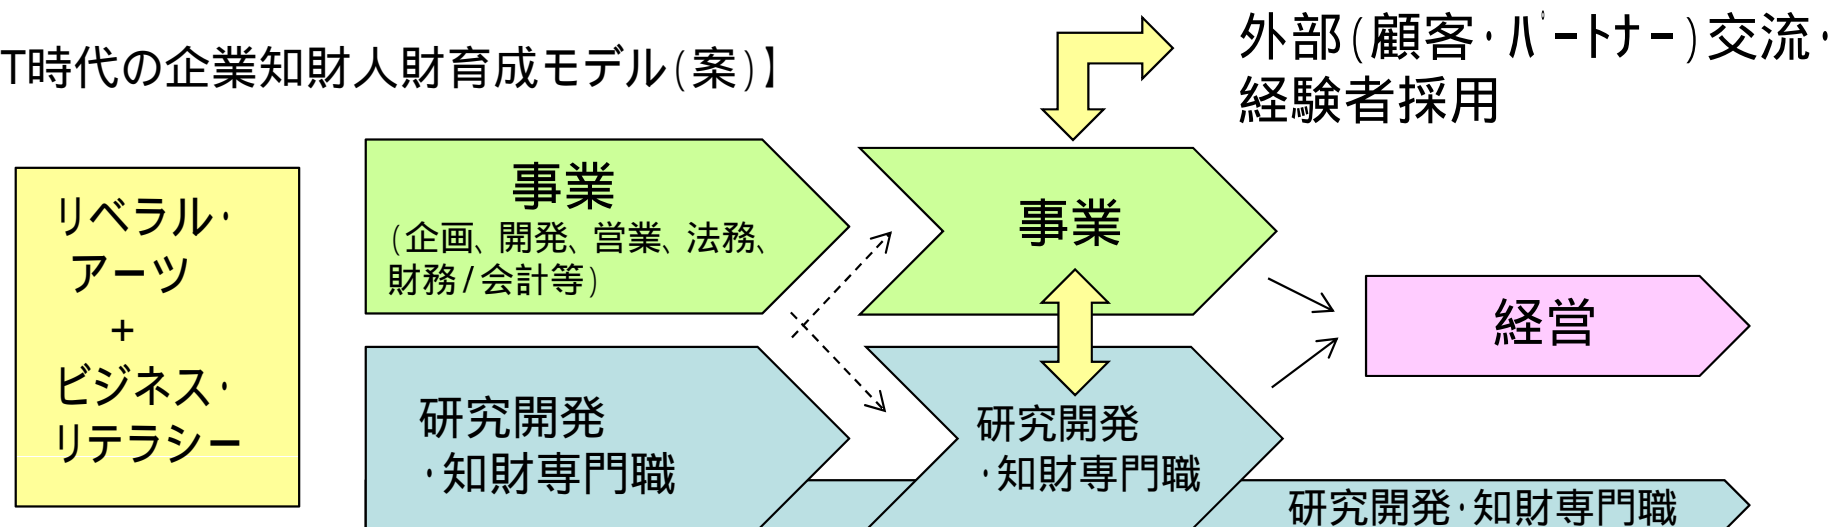 T時代の企業知財人財育成モデル(案)】
外部(顧客・パートナー)交流・
経験者採用
リベラル・
アーツ
+
ビジネス・
リテラシー
事業
(企画、開発、営業、法務、
財務/会計等)
事業
研究開発
・知財専門職
研究開発
・知財専門職
経営
研究開発・知財専門職